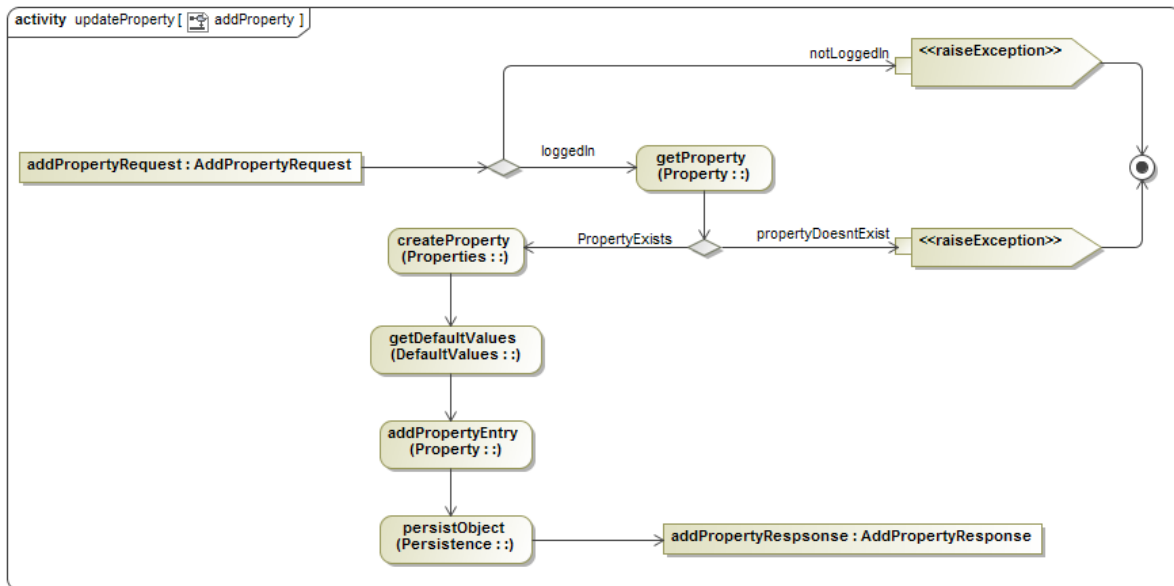 activity updateProperty [ addProperty ]
notLoggedIn
<<raiseException>>
addPropertyRequest : AddPropertyRequest
loggedIn
getProperty
(Property : :)
createProperty
(Properties : :)
PropertyExists
propertyDoesntExist
<<raiseException>>
getDefaultValues
(DefaultValues : :)
addPropertyEntry
(Property : :)
persistObject
(Persistence : :)
addPropertyRespsonse : AddPropertyResponse